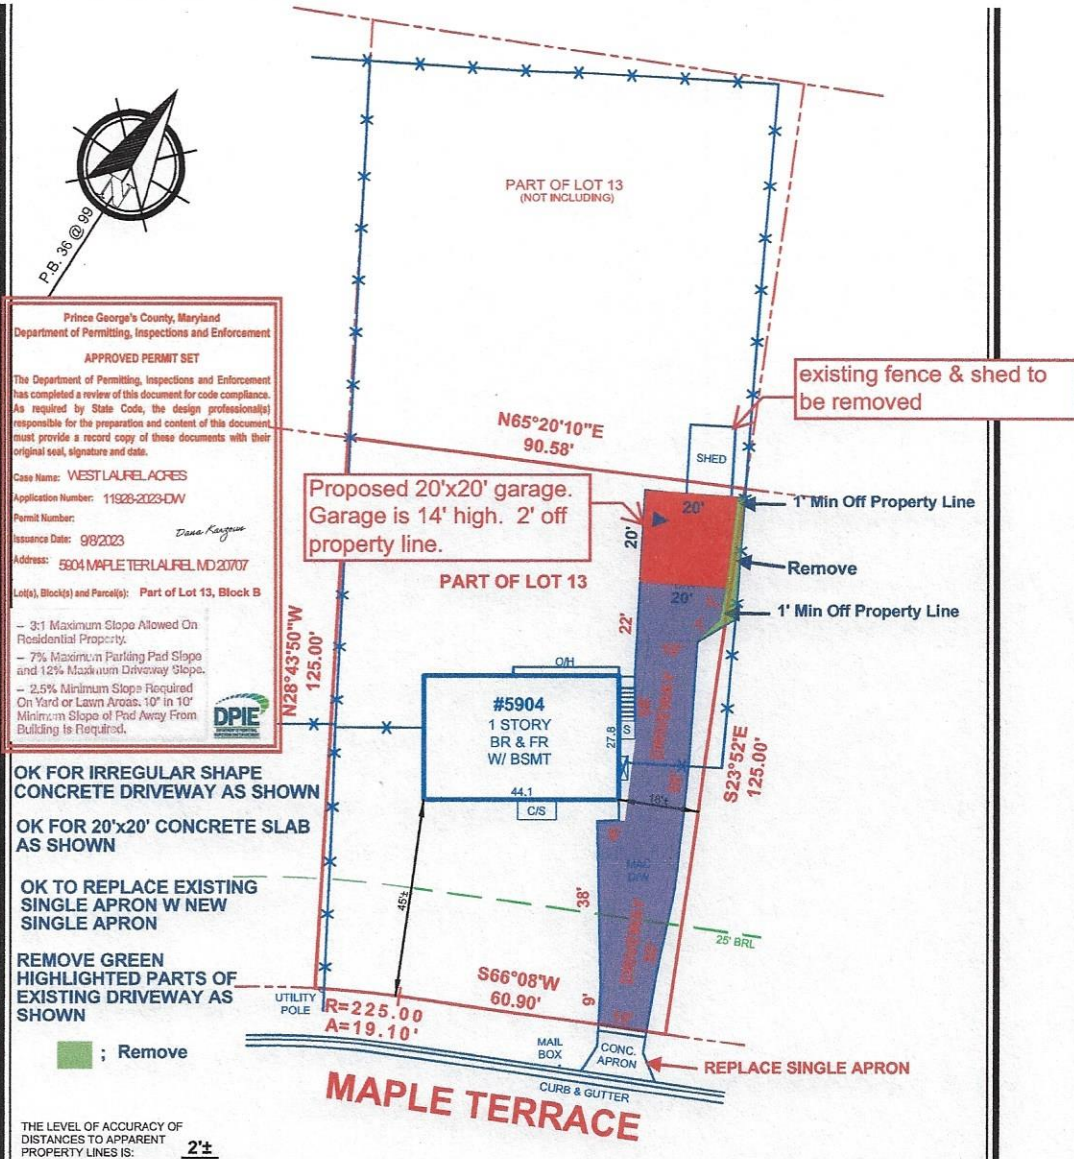 P.B. 36 @ 99
N
PART OF LOT 13
(NOT INCLUDING)
Prince George's County, Maryland
Department of Permitting, Inspections and Enforcement
APPROVED PERMIT SET
The Department of Permitting, Inspections and Enforcement
has completed a review of this document for code compliance.
As required by State Code, the design professional(s)
responsible for the preparation and content of this document
must provide a record copy of these documents with their
original seal, signature and date.
Case Name: WEST LAUREL ACRES
Application Number: 11928-2023-DW
Permit Number:
Issuance Date: 9/8/2023
Address: 5904 MAPLE TER LAUREL MD 20707
Lot(s), Block(s) and Parcel(s): Part of Lot 13, Block B
– 3:1 Maximum Slope Allowed On
Residential Property.
– 7% Maximum Parking Pad Slope
and 12% Maximum Driveway Slope.
– 2.5% Minimum Slope Required
On Yard or Lawn Areas. 10" in 10'
Minimum Slope of Pad Away From
Building is Required.
DPIE
existing fence & shed to
be removed
N65°20'10"E
90.58'
SHED
Proposed 20'x20' garage.
Garage is 14' high. 2' off
property line.
20'
20'
1' Min Off Property Line
Remove
PART OF LOT 13
20'
1' Min Off Property Line
22'
N28°43'50"W
125.00'
O/H
#5904
1 STORY
BR & FR
W/ BSMT
27.8
S
44.1
C/S
16'±
S23°52'E
125.00'
OK FOR IRREGULAR SHAPE
CONCRETE DRIVEWAY AS SHOWN
OK FOR 20'x20' CONCRETE SLAB
AS SHOWN
OK TO REPLACE EXISTING
SINGLE APRON W NEW
SINGLE APRON
REMOVE GREEN
HIGHLIGHTED PARTS OF
EXISTING DRIVEWAY AS
SHOWN
; Remove
45'±
MAC
D/W
38'
25' BRL
S66°08'W
60.90'
9'
UTILITY
POLE
R=225.00
A=19.10'
MAIL
BOX
CONC.
APRON
REPLACE SINGLE APRON
CURB & GUTTER
MAPLE TERRACE
THE LEVEL OF ACCURACY OF
DISTANCES TO APPARENT
PROPERTY LINES IS:
2'±